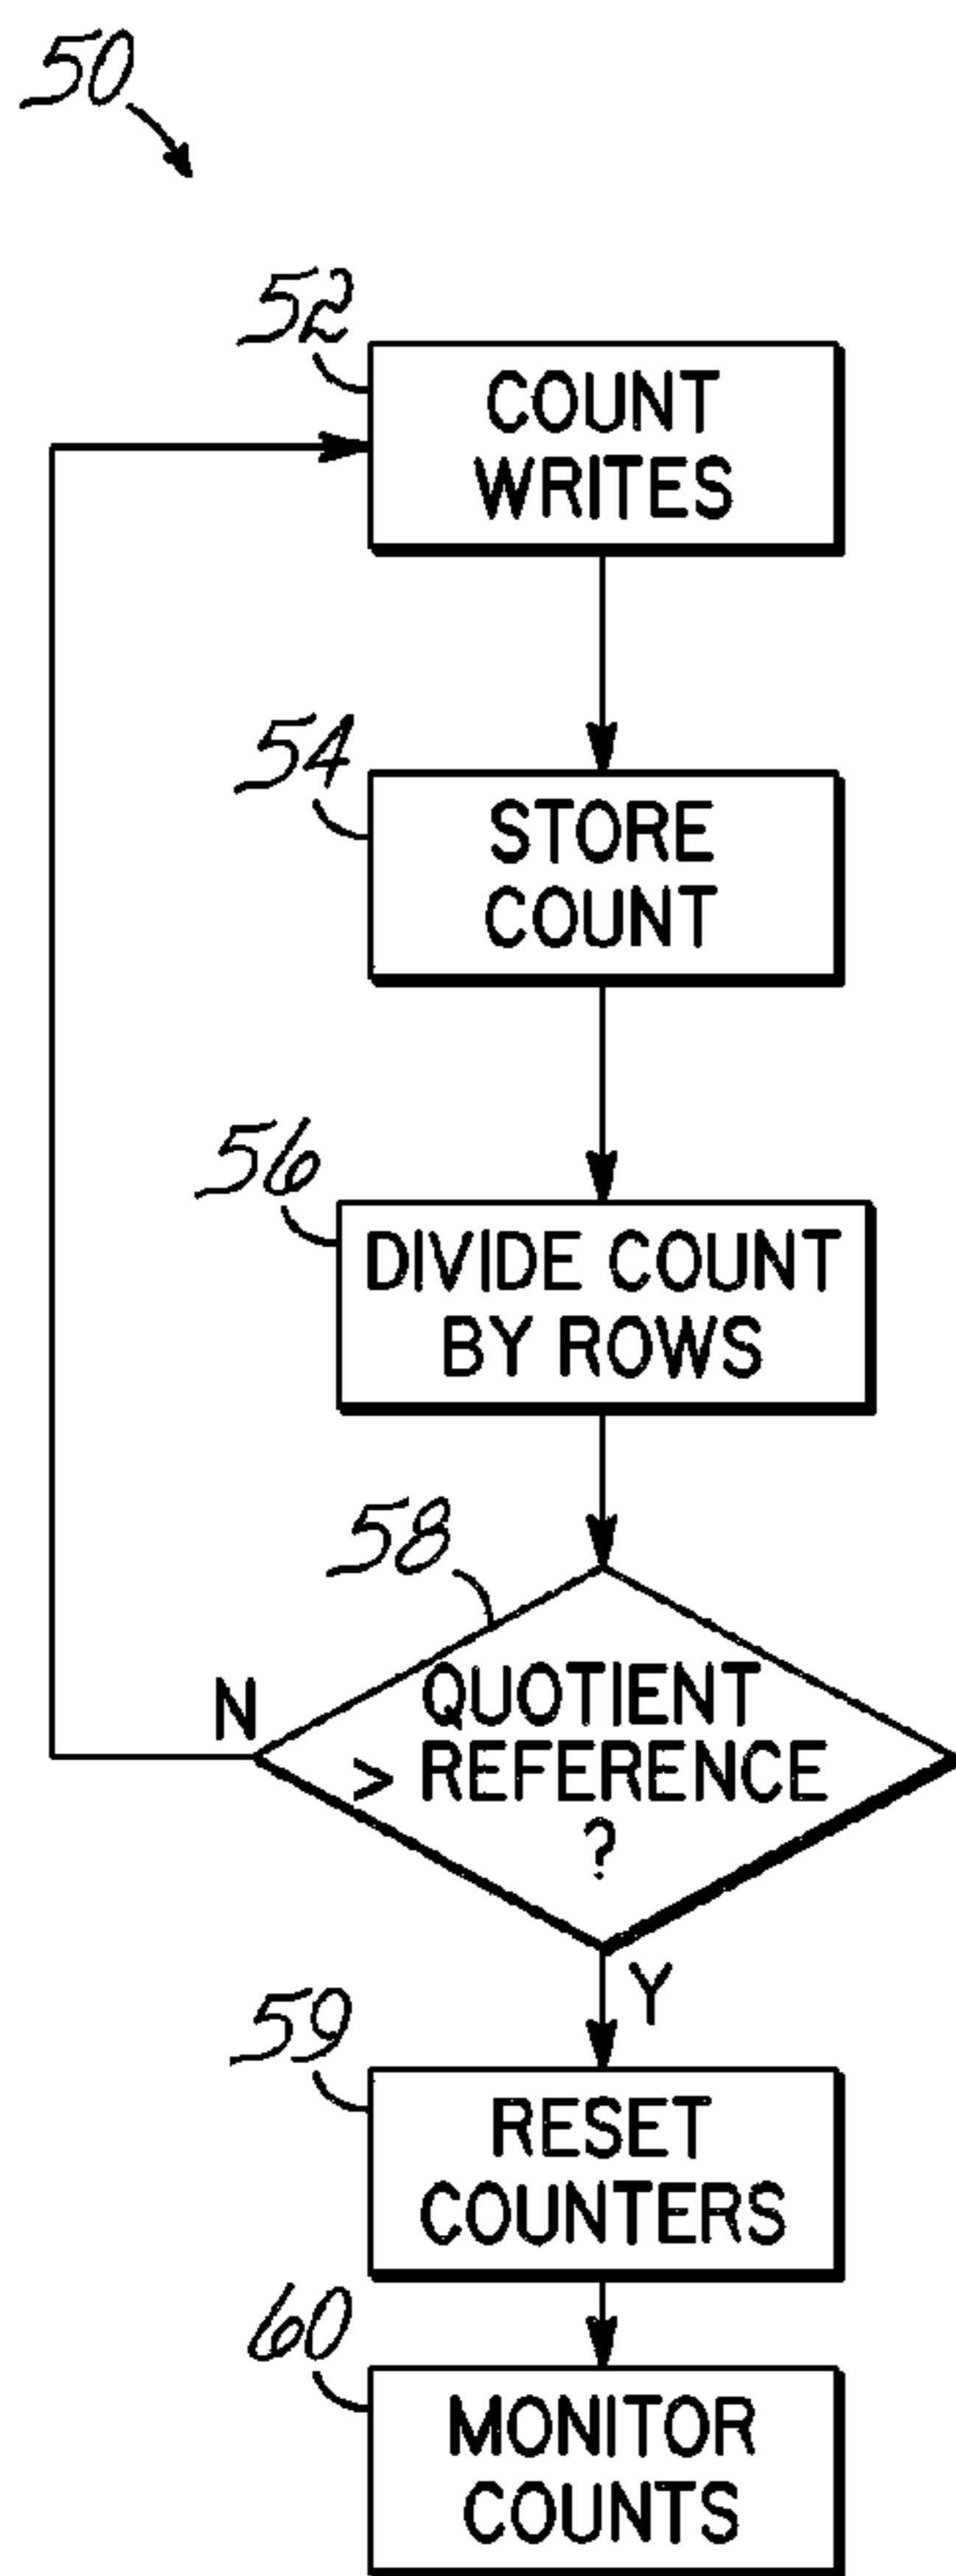 50
52
COUNT
WRITES
54
STORE
COUNT
56
DIVIDE COUNT
BY ROWS
58
N
QUOTIENT
> REFERENCE
?
Y
59
RESET
COUNTERS
60
MONITOR
COUNTS